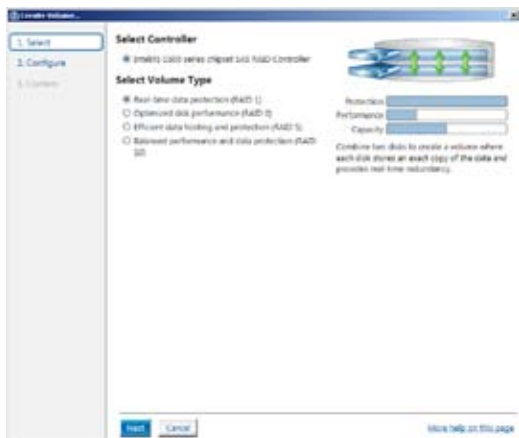 Create Volume...
1. Select
2. Configure
3. Confirm
Select Controller
Intel(R) C600 series chipset SAS RAID Controller
Select Volume Type
Real-time data protection (RAID 1)
Optimized disk performance (RAID 0)
Efficient data hosting and protection (RAID 5)
Balanced performance and data protection (RAID
10)
Protection
Performance
Capacity
Combine two disks to create a volume where
each disk stores an exact copy of the data and
provides real-time redundancy.
Next
Cancel
More help on this page